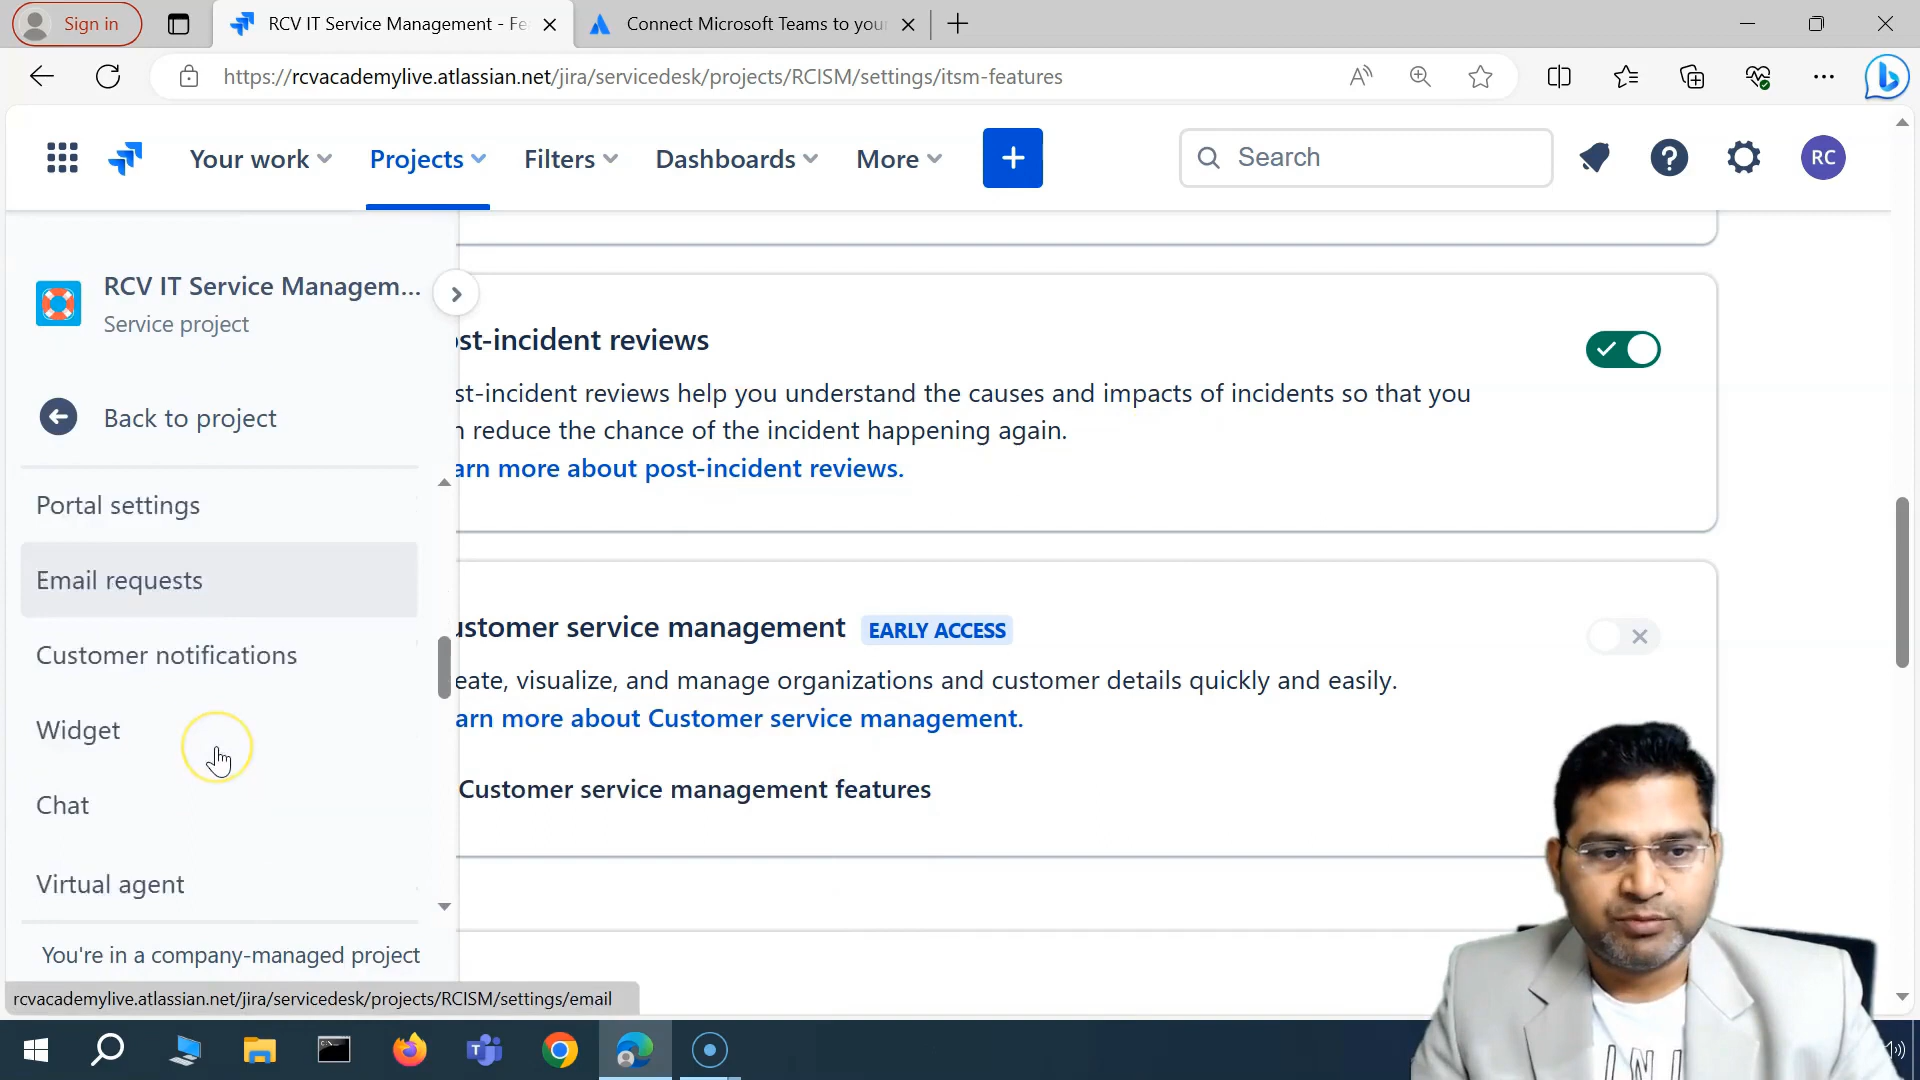 Sign in
RCV IT Service Management - Fe
Connect Microsoft Teams to your
https://rcvacademylive.atlassian.net/jira/servicedesk/projects/RCISM/settings/itsm-features
Your work
Projects
Filters
Dashboards
More
Search
RC
RCV IT Service Managem...
Service project
Back to project
Portal settings
Email requests
Customer notifications
Widget
Chat
Virtual agent
You're in a company-managed project
rcvacademylive.atlassian.net/jira/servicedesk/projects/RCISM/settings/email
ost-incident reviews
st-incident reviews help you understand the causes and impacts of incidents so that you
n reduce the chance of the incident happening again.
arn more about post-incident reviews.
ustomer service management EARLY ACCESS
eate, visualize, and manage organizations and customer details quickly and easily.
arn more about Customer service management.
Customer service management features